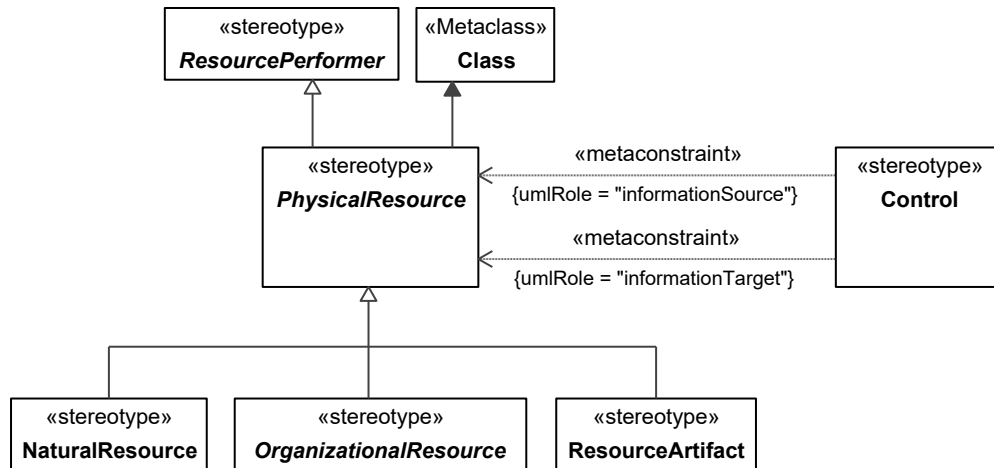 «stereotype»
ResourcePerformer
«Metaclass»
Class
«stereotype»
PhysicalResource
«metaconstraint»
{umlRole = "informationSource"}
«metaconstraint»
{umlRole = "informationTarget"}
«stereotype»
Control
«stereotype»
NaturalResource
«stereotype»
OrganizationalResource
«stereotype»
ResourceArtifact